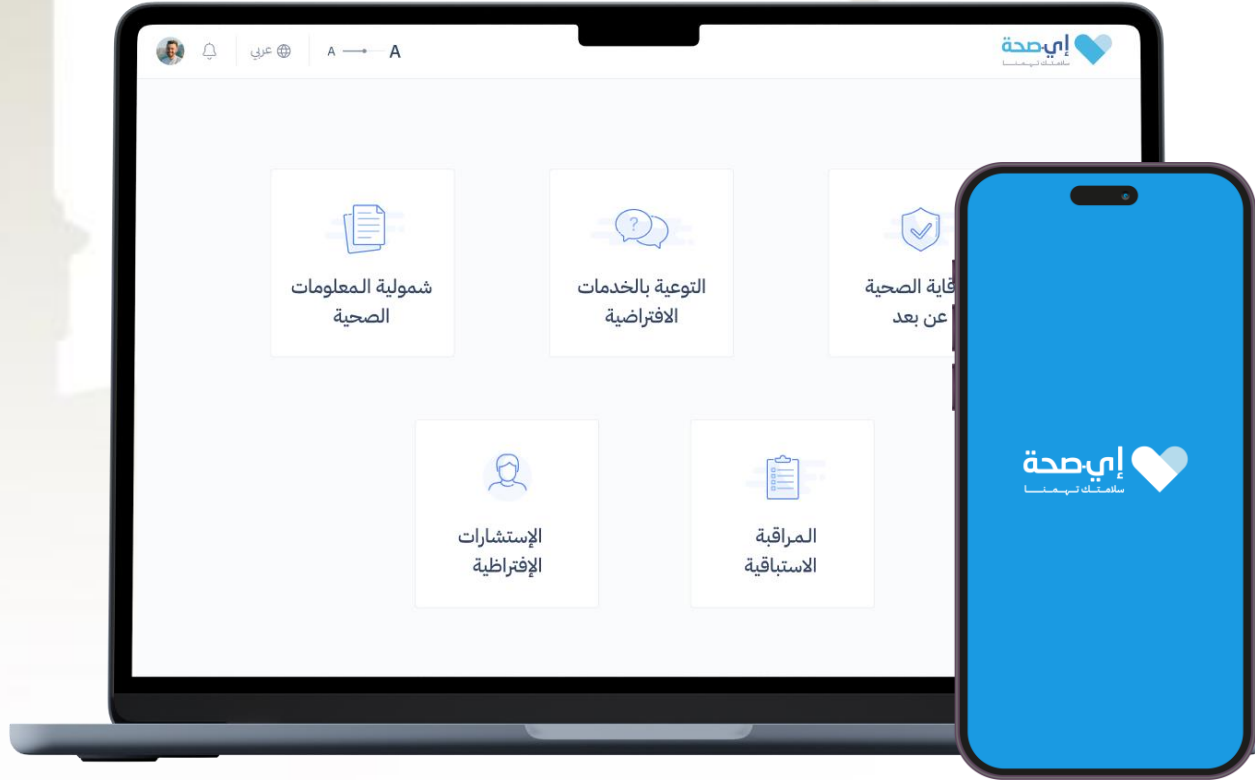 إي صحة
سلامتك تهمنا
A A
عربي
قاية الصحية
عن بعد
التوعية بالخدمات
الافتراضية
شمولية المعلومات
الصحية
المراقبة
الاستباقية
الإستشارات
الإفتراظية
إي صحة
سلامتك تهمنا